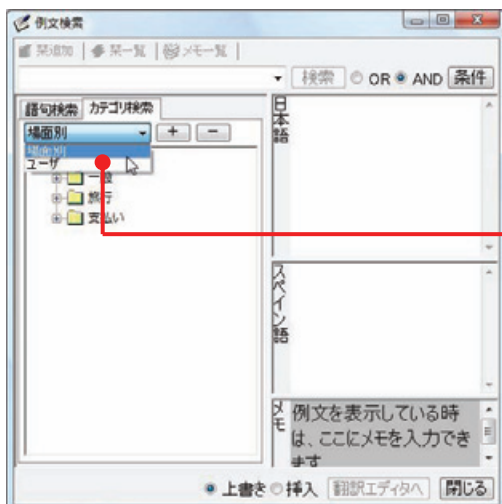 例文検索
栞追加 栞一覧 メモ一覧
検索 OR AND 条件
語句検索 カテゴリ検索
場面別 + -
場面別
ユーザ
一般
旅行
支払い
日本語
スペイン語
メモ
例文を表示している時
は、ここにメモを入力でき
ます
上書き 挿入 翻訳エディタへ 閉じる